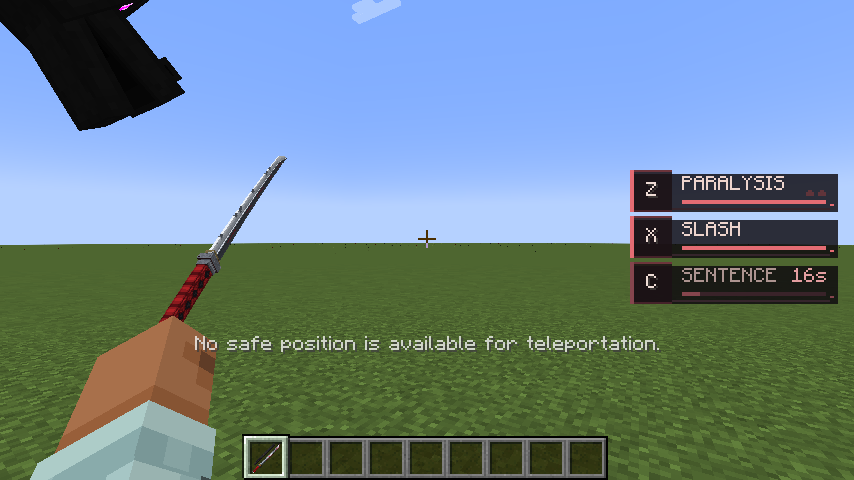 Z PARALYSIS
X SLASH
C SENTENCE 16s
No safe position is available for teleportation.